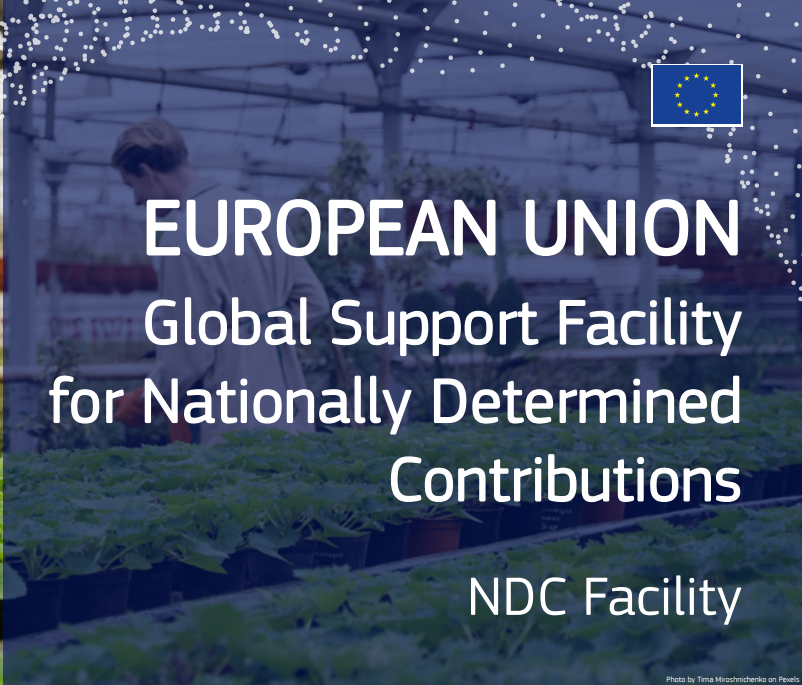 EUROPEAN UNION
Global Support Facility
for Nationally Determined
Contributions
NDC Facility
Photo by Tima Miroshnichenko on Pexels